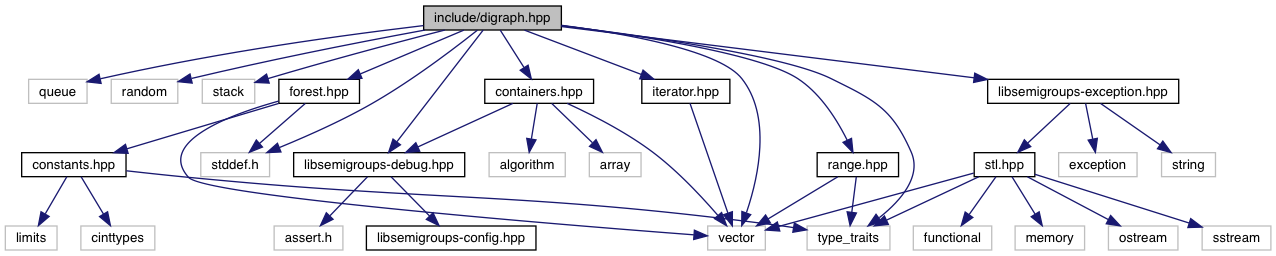 include/digraph.hpp
queue
random
stack
forest.hpp
containers.hpp
iterator.hpp
libsemigroups-exception.hpp
constants.hpp
stddef.h
libsemigroups-debug.hpp
algorithm
array
range.hpp
stl.hpp
exception
string
limits
cinttypes
assert.h
libsemigroups-config.hpp
vector
type_traits
functional
memory
ostream
sstream